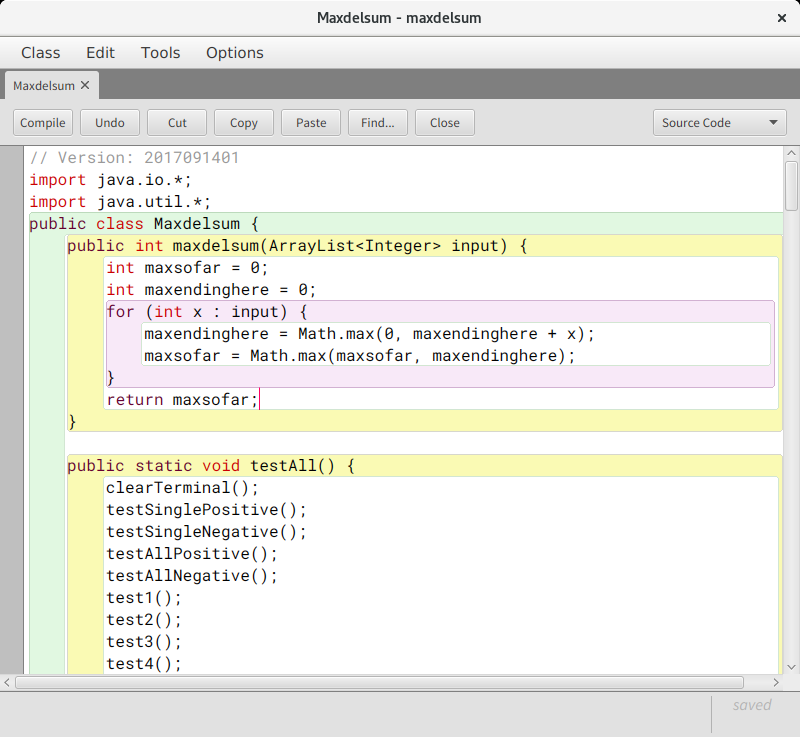 Maxdelsum - maxdelsum ×
Class Edit Tools Options
Maxdelsum ×
Compile Undo Cut Copy Paste Find... Close Source Code
// Version: 2017091401
import java.io.*;
import java.util.*;
public class Maxdelsum {
public int maxdelsum(ArrayList<Integer> input) {
int maxsofar = 0;
int maxendinghere = 0;
for (int x : input) {
maxendinghere = Math.max(0, maxendinghere + x);
maxsofar = Math.max(maxsofar, maxendinghere);
}
return maxsofar;
}
public static void testAll() {
clearTerminal();
testSinglePositive();
testSingleNegative();
testAllPositive();
testAllNegative();
test1();
test2();
test3();
test4();
saved